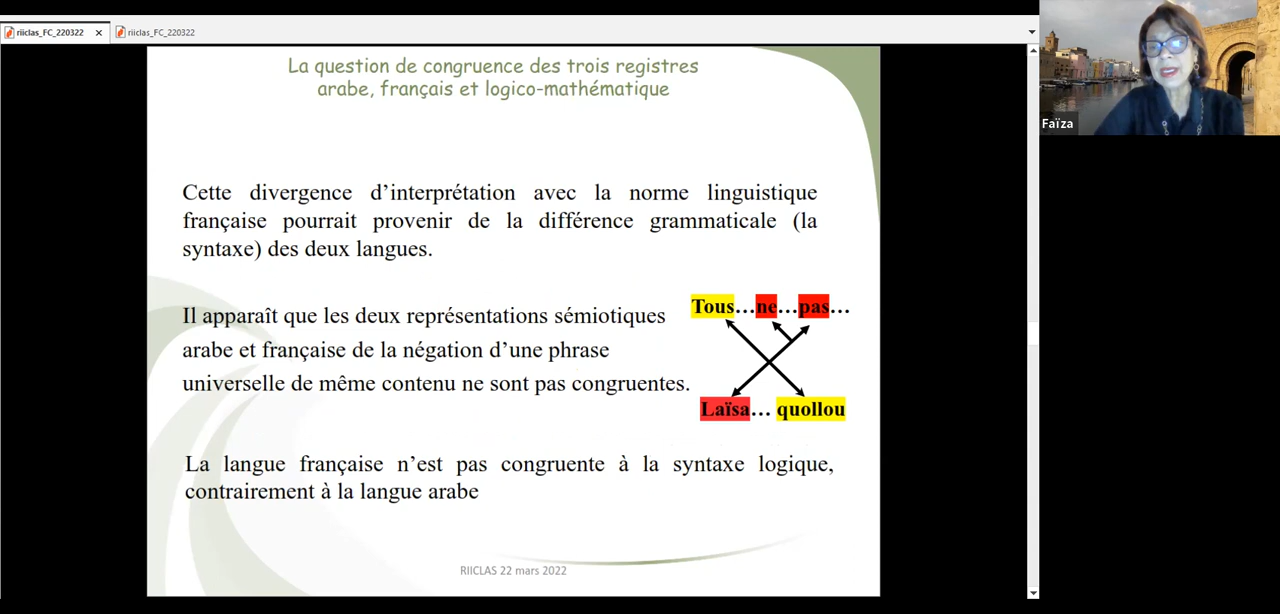 riiclas_FC_220322
riiclas_FC_220322
Faïza
La question de congruence des trois registres
arabe, français et logico-mathématique
Cette divergence d’interprétation avec la norme linguistique
française pourrait provenir de la différence grammaticale (la
syntaxe) des deux langues.
Il apparaît que les deux représentations sémiotiques
arabe et française de la négation d’une phrase
universelle de même contenu ne sont pas congruentes.
Tous…ne…pas…
Laïsa… quollou
La langue française n’est pas congruente à la syntaxe logique,
contrairement à la langue arabe
RIICLAS 22 mars 2022